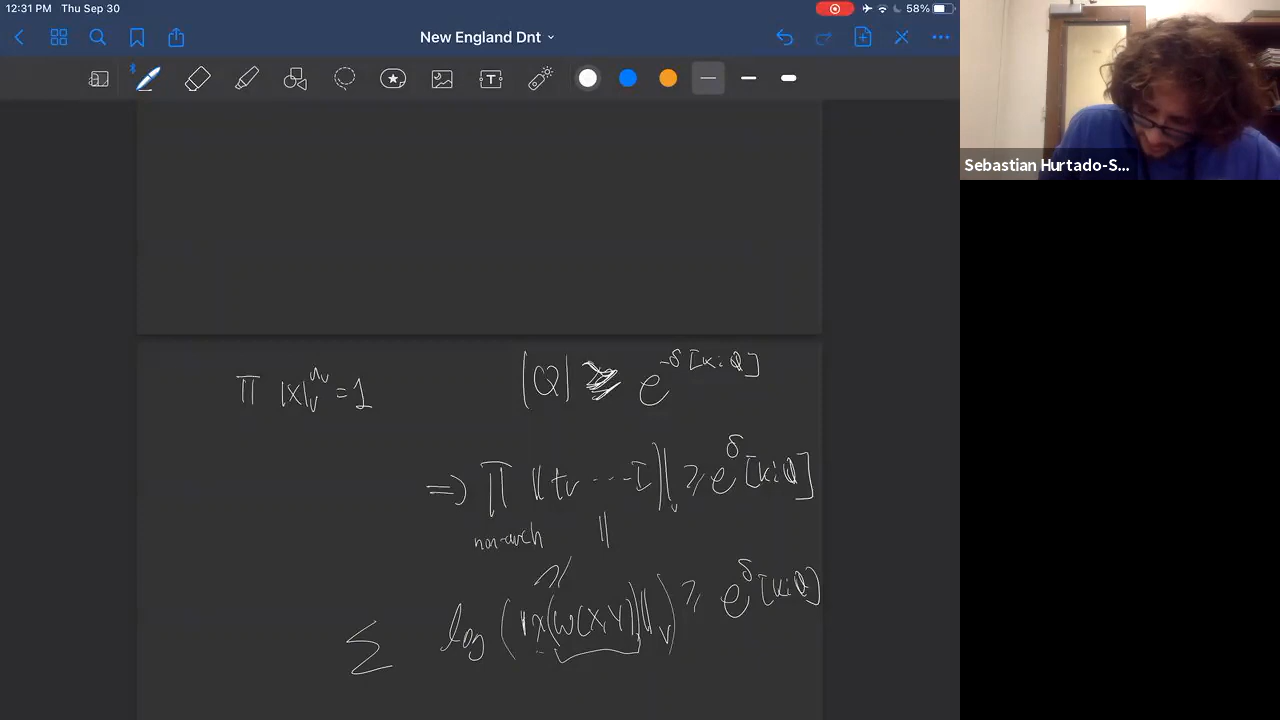 12:31 PM Thu Sep 30
58%
New England Dnt
Sebastian Hurtado-S...
∏ |x|_v^{n_v} = 1
|Q| e^{-δ[K:Q]}
=> ∏ ||tr ... - I||_v ≥ e^{δ[K:Q]}
non-arch ||
≤
Σ log(||λ(W(X,Y))||_v) ≥ e^{δ[K:Q]}